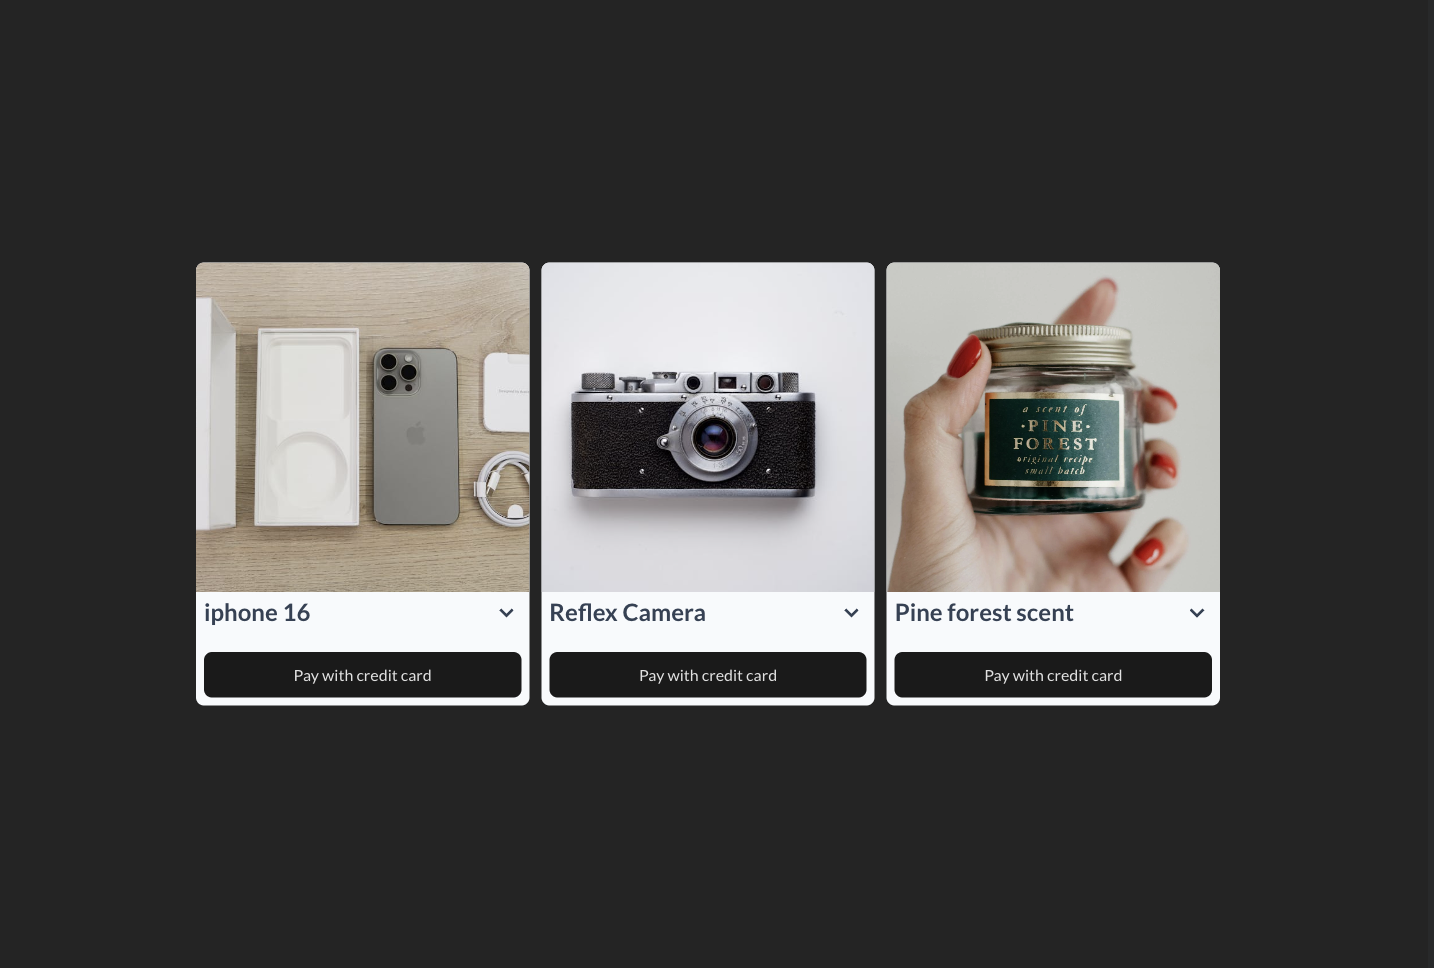 a scent of
·PINE·
FOREST
original recipe
small batch
iphone 16
Reflex Camera
Pine forest scent
Pay with credit card
Pay with credit card
Pay with credit card